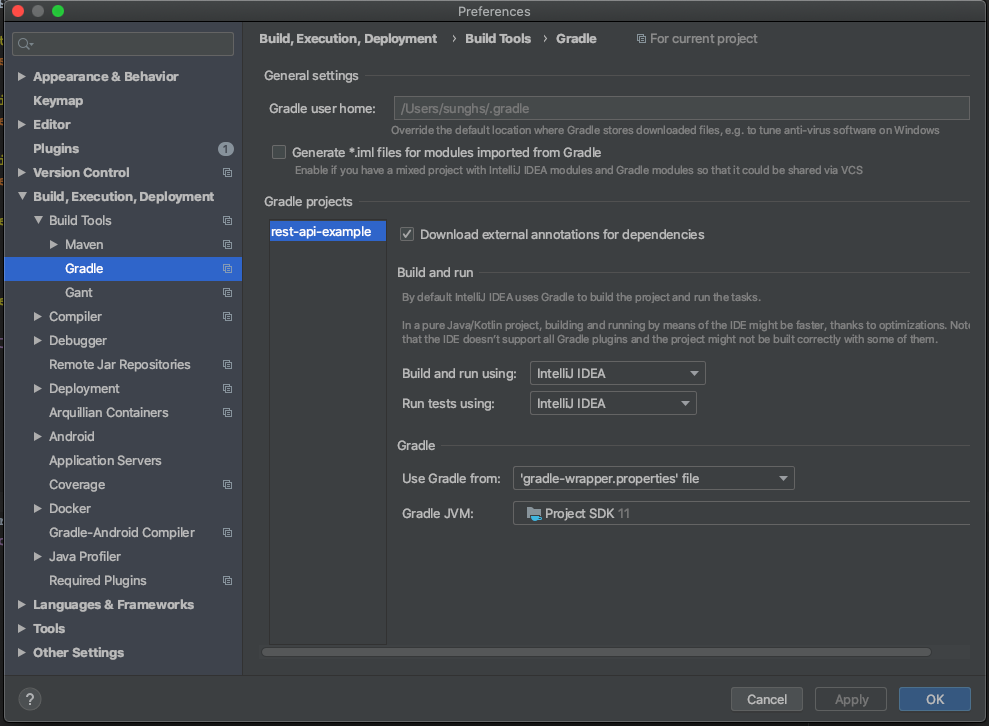 Preferences
Build, Execution, Deployment › Build Tools › Gradle For current project
Appearance & Behavior
Keymap
Editor
Plugins 1
Version Control
Build, Execution, Deployment
Build Tools
Maven
Gradle
Gant
Compiler
Debugger
Remote Jar Repositories
Deployment
Arquillian Containers
Android
Application Servers
Coverage
Docker
Gradle-Android Compiler
Java Profiler
Required Plugins
Languages & Frameworks
Tools
Other Settings
General settings
Gradle user home: /Users/sunghs/.gradle
Override the default location where Gradle stores downloaded files, e.g. to tune anti-virus software on Windows
Generate *.iml files for modules imported from Gradle
Enable if you have a mixed project with IntelliJ IDEA modules and Gradle modules so that it could be shared via VCS
Gradle projects
rest-api-example
Download external annotations for dependencies
Build and run
By default IntelliJ IDEA uses Gradle to build the project and run the tasks.
In a pure Java/Kotlin project, building and running by means of the IDE might be faster, thanks to optimizations. Note
that the IDE doesn't support all Gradle plugins and the project might not be built correctly with some of them.
Build and run using: IntelliJ IDEA
Run tests using: IntelliJ IDEA
Gradle
Use Gradle from: 'gradle-wrapper.properties' file
Gradle JVM: Project SDK 11
?
Cancel
Apply
OK